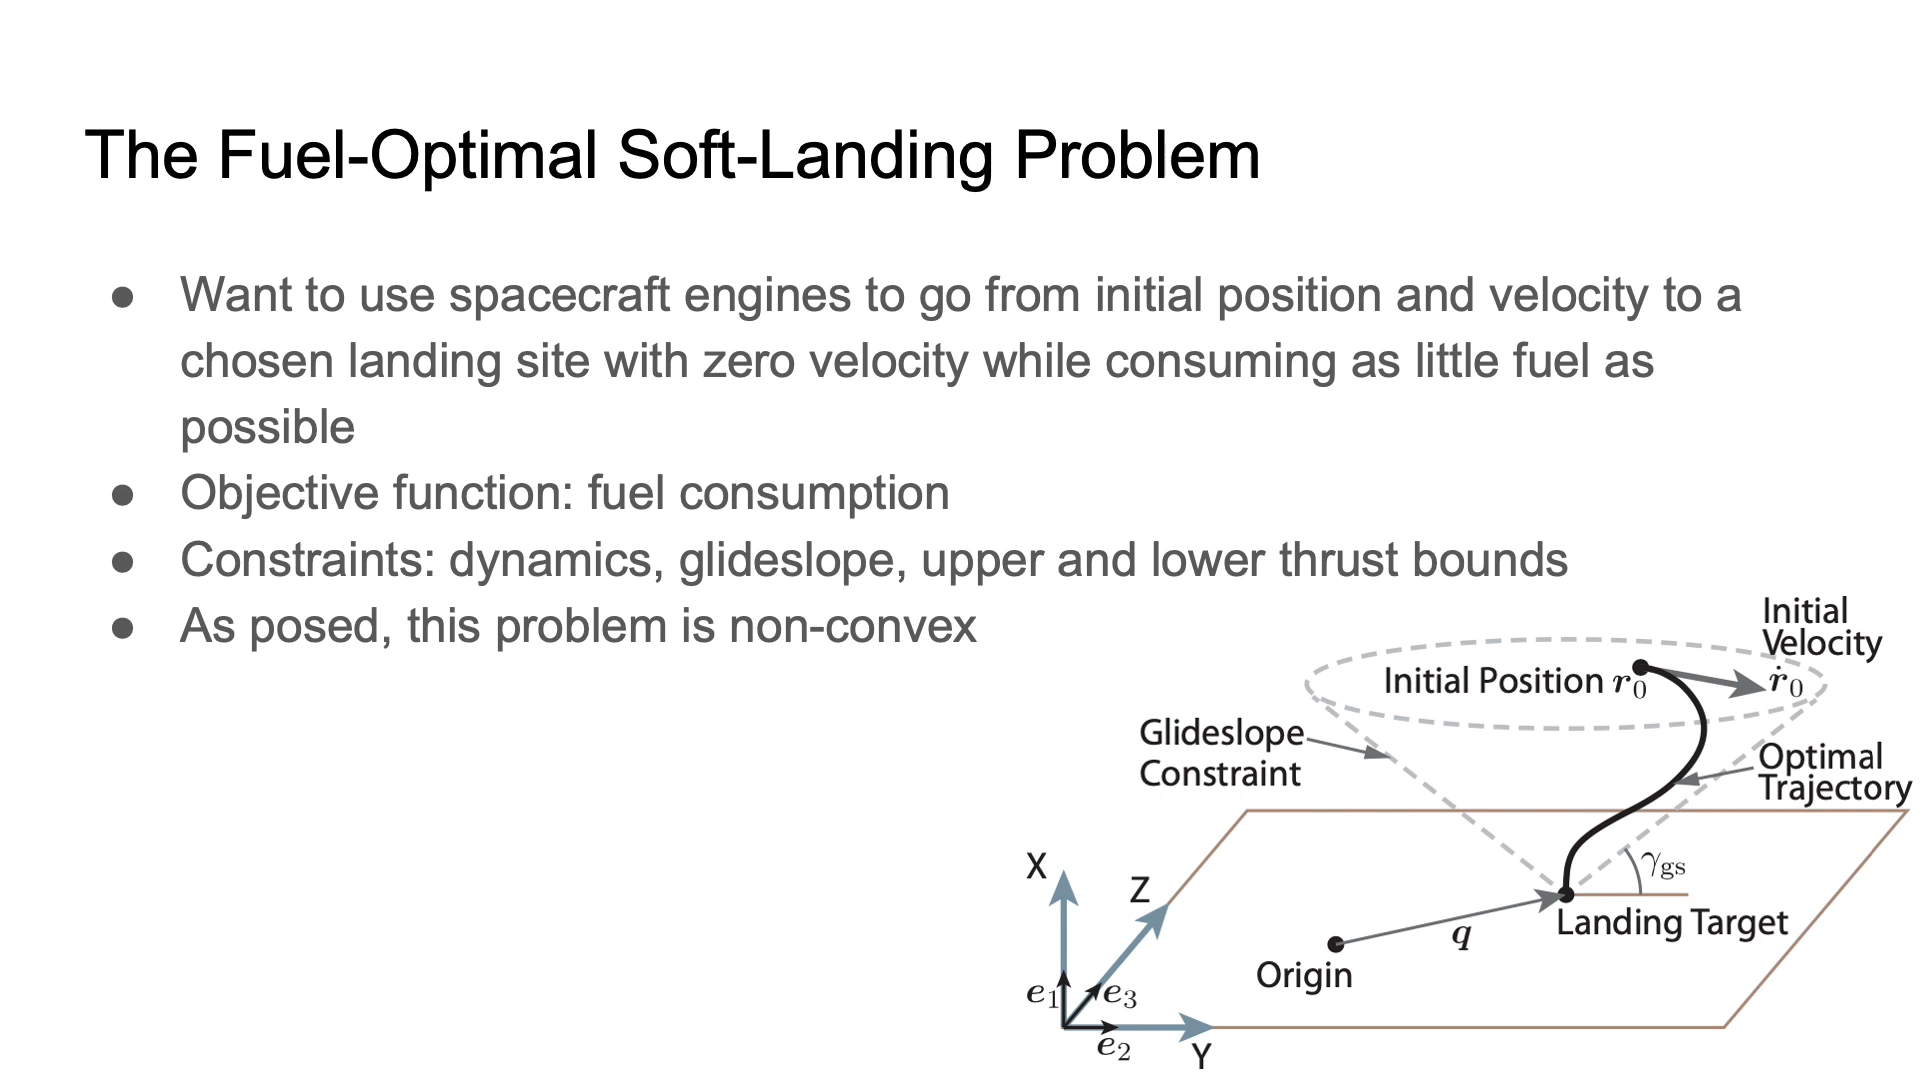 The Fuel-Optimal Soft-Landing Problem
● Want to use spacecraft engines to go from initial position and velocity to a
chosen landing site with zero velocity while consuming as little fuel as
possible
● Objective function: fuel consumption
● Constraints: dynamics, glideslope, upper and lower thrust bounds
● As posed, this problem is non-convex
Initial
Velocity
ṙ₀
Initial Position r₀
Glideslope
Constraint
Optimal
Trajectory
X
Z
γgs
Landing Target
q
Origin
e₁
e₃
e₂
Y